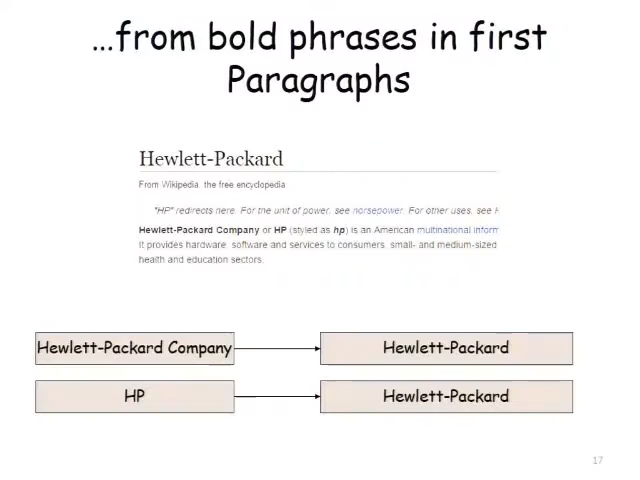 ...from bold phrases in first
Paragraphs
Hewlett-Packard
From Wikipedia, the free encyclopedia
"HP" redirects here. For the unit of power, see horsepower. For other uses, see H
Hewlett-Packard Company or HP (styled as hp) is an American multinational inform
It provides hardware, software and services to consumers, small- and medium-sized
health and education sectors.
Hewlett-Packard Company
Hewlett-Packard
HP
Hewlett-Packard
17